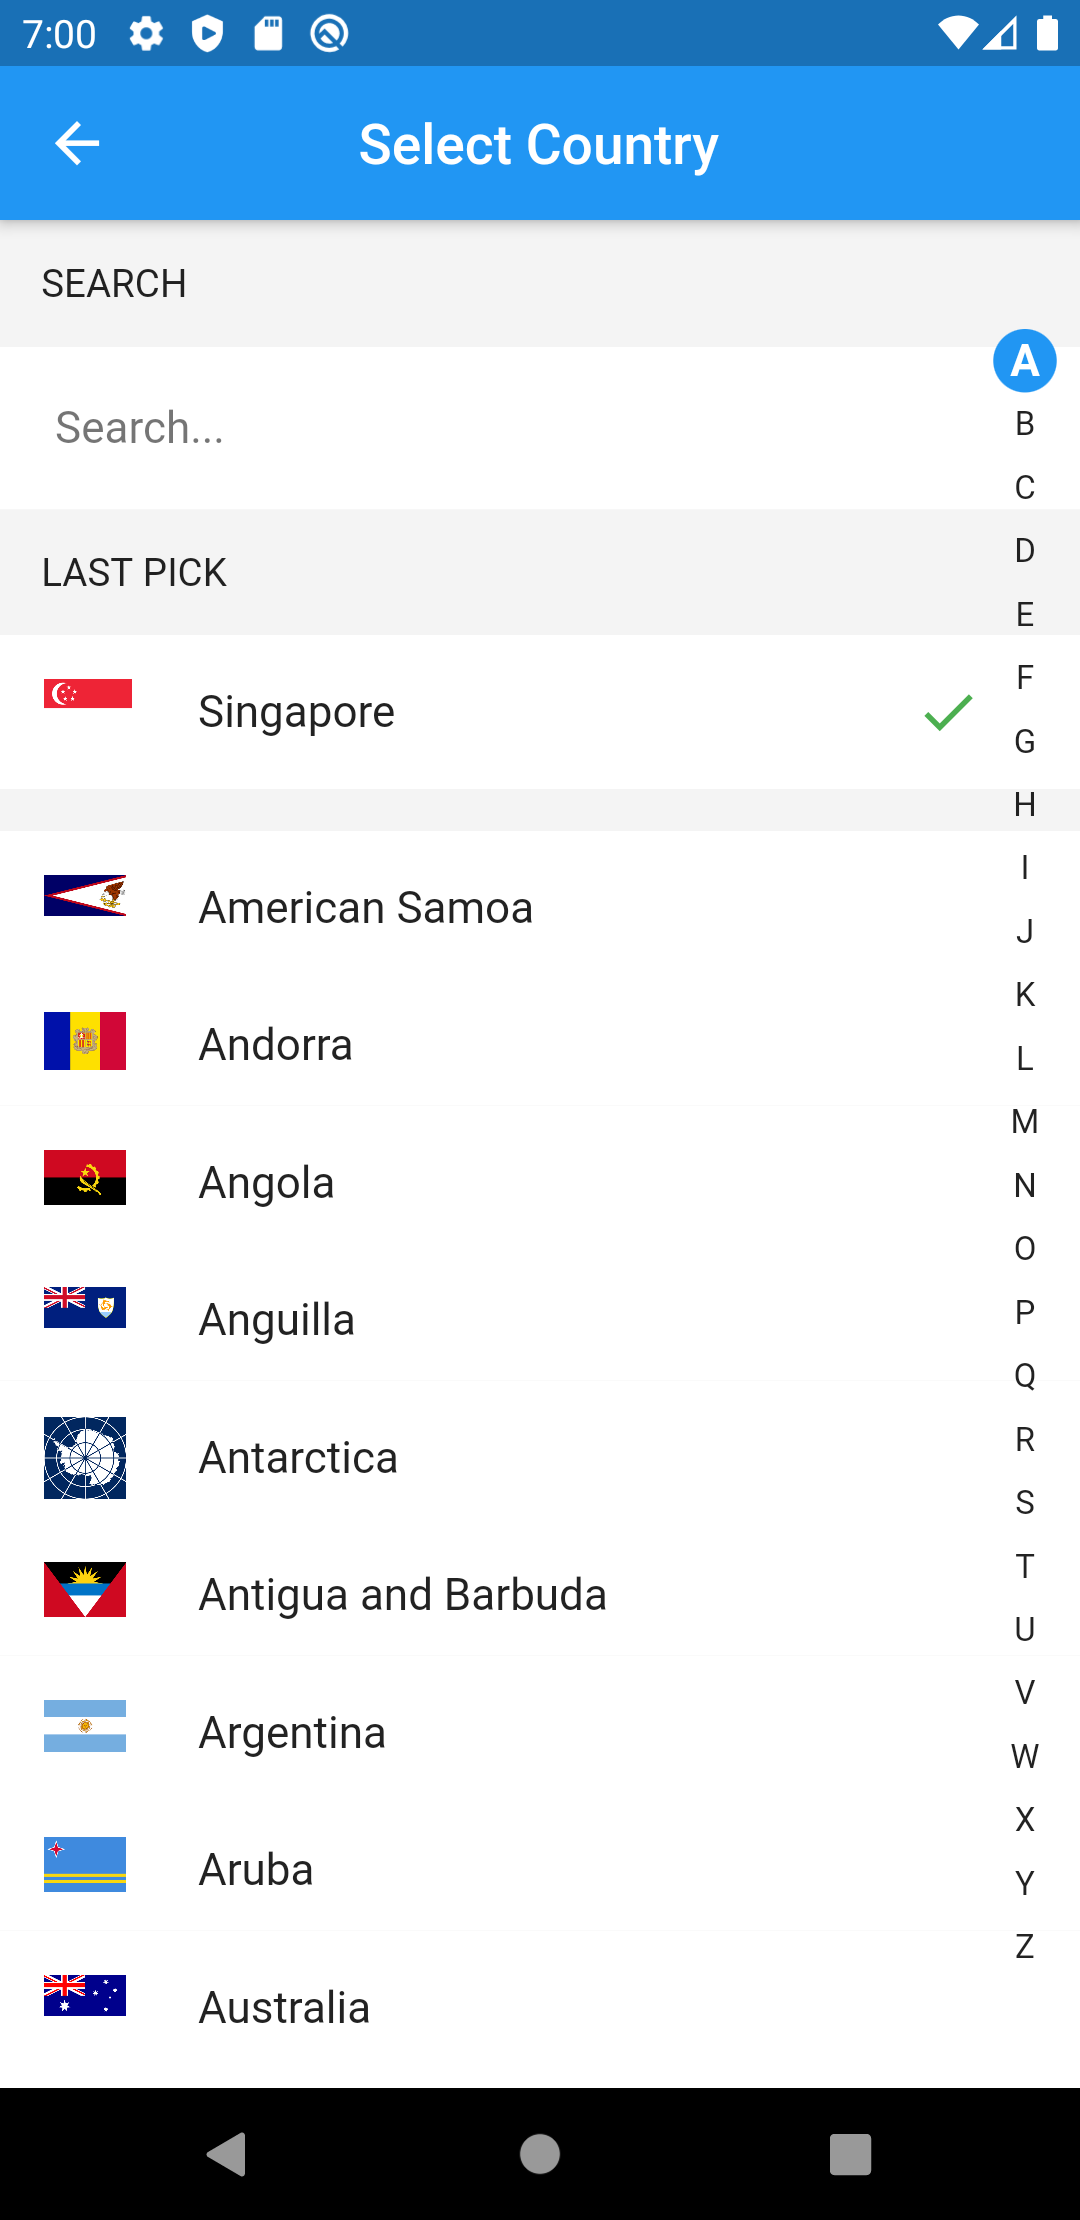 7:00
Select Country
SEARCH
Search...
LAST PICK
Singapore
American Samoa
Andorra
Angola
Anguilla
Antarctica
Antigua and Barbuda
Argentina
Aruba
Australia
A
B
C
D
E
F
G
H
I
J
K
L
M
N
O
P
Q
R
S
T
U
V
W
X
Y
Z